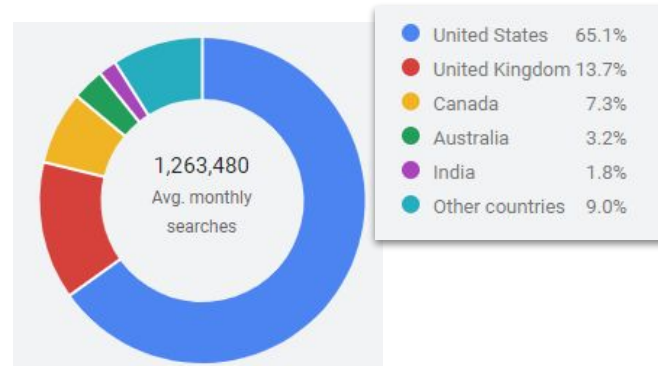 1,263,480
Avg. monthly
searches
United States 65.1%
United Kingdom 13.7%
Canada 7.3%
Australia 3.2%
India 1.8%
Other countries 9.0%